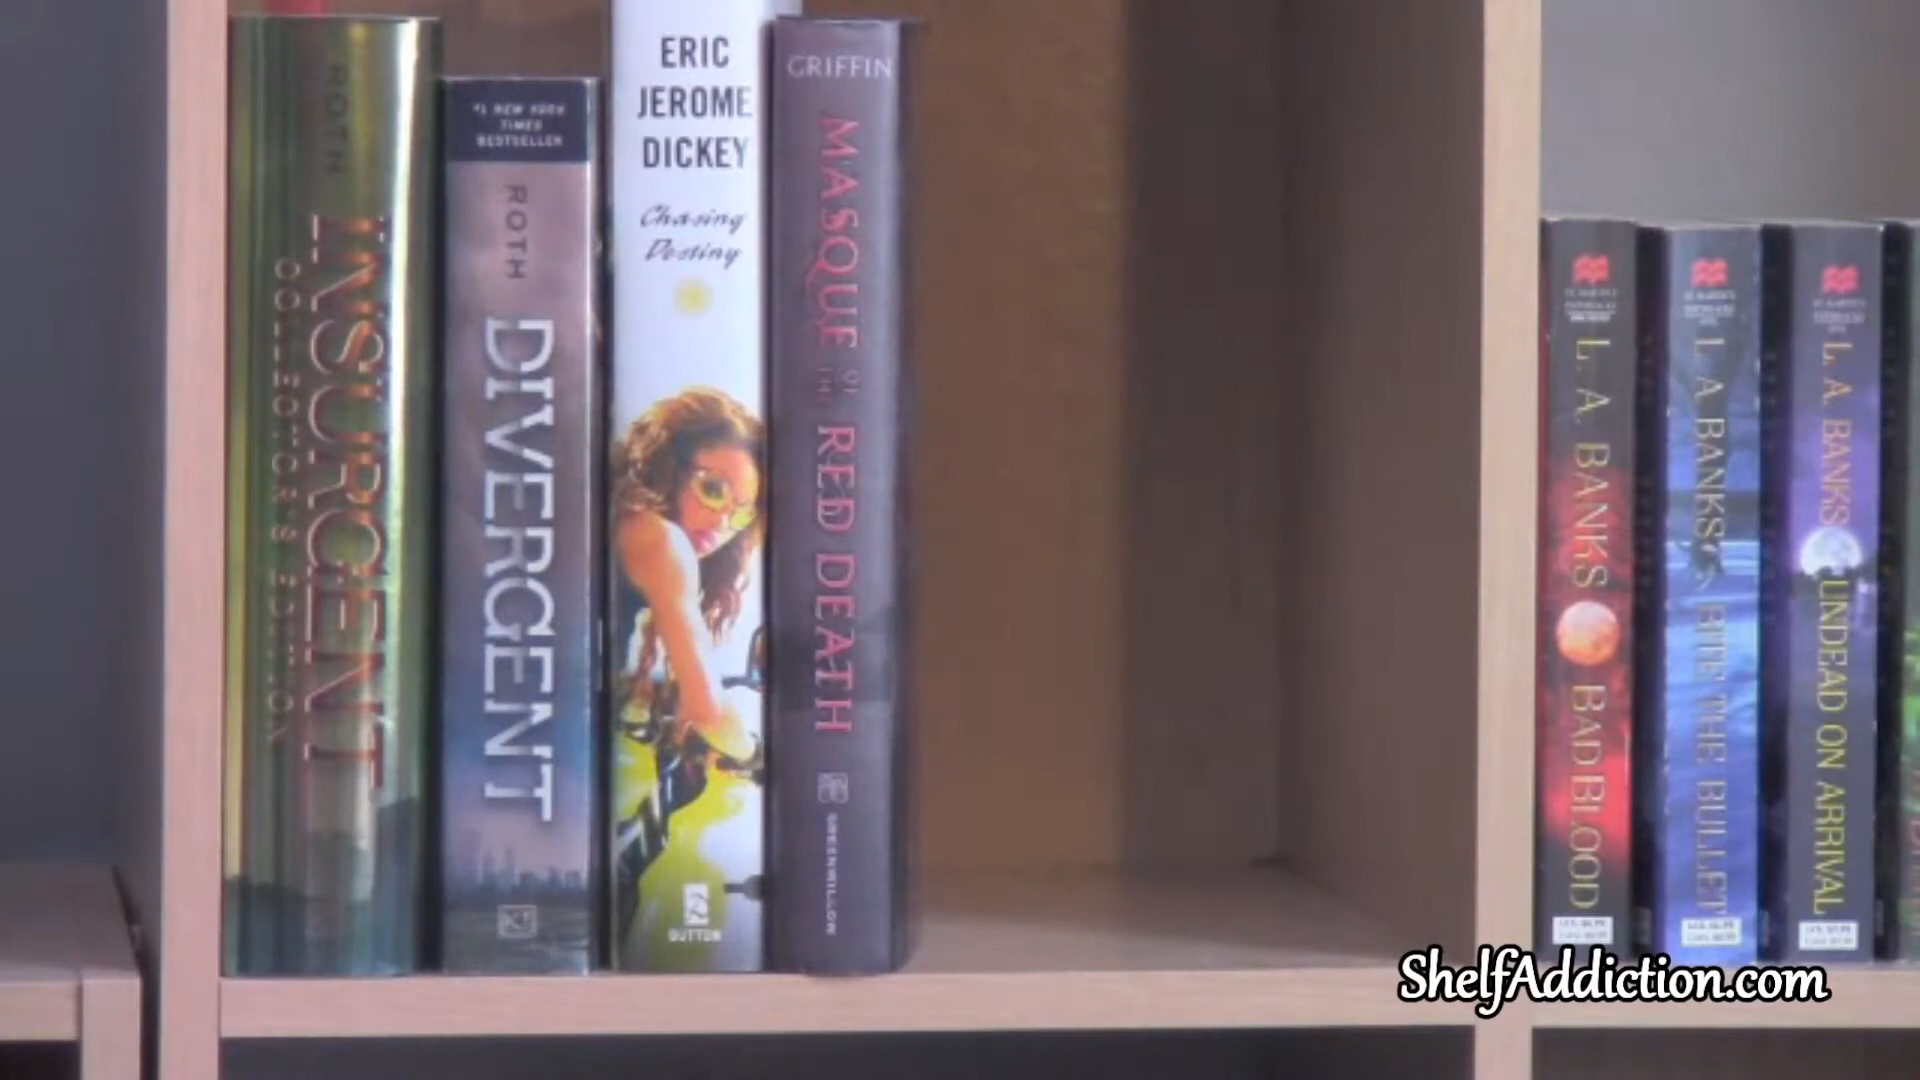 ROTH
INSURGENT
COLLECTOR'S EDITION
#1 NEW YORK
TIMES
BESTSELLER
ROTH
DIVERGENT
ERIC
JEROME
DICKEY
Chasing
Destiny
DUTTON
GRIFFIN
MASQUE OF THE RED DEATH
GREENWILLOW
L. A. BANKS
BAD BLOOD
L. A. BANKS
BITE THE BULLET
L. A. BANKS
UNDEAD ON ARRIVAL
ShelfAddiction.com